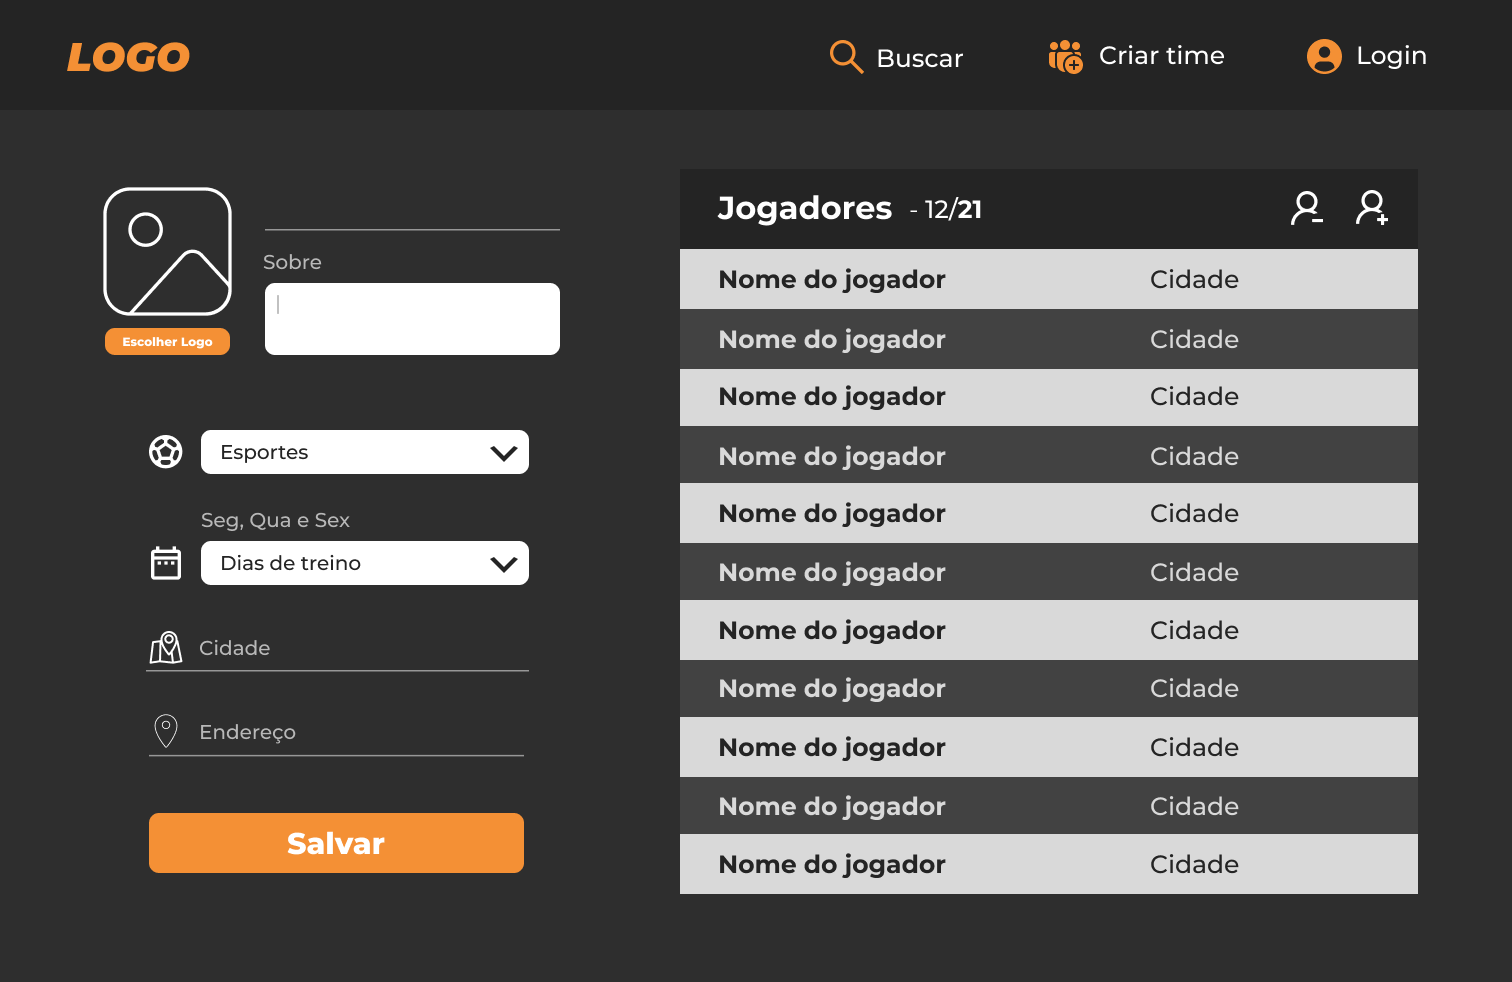 LOGO
Buscar
Criar time
Login
Sobre
Escolher Logo
Esportes
Seg, Qua e Sex
Dias de treino
Cidade
Endereço
Salvar
Jogadores - 12/21
Nome do jogador Cidade
Nome do jogador Cidade
Nome do jogador Cidade
Nome do jogador Cidade
Nome do jogador Cidade
Nome do jogador Cidade
Nome do jogador Cidade
Nome do jogador Cidade
Nome do jogador Cidade
Nome do jogador Cidade
Nome do jogador Cidade